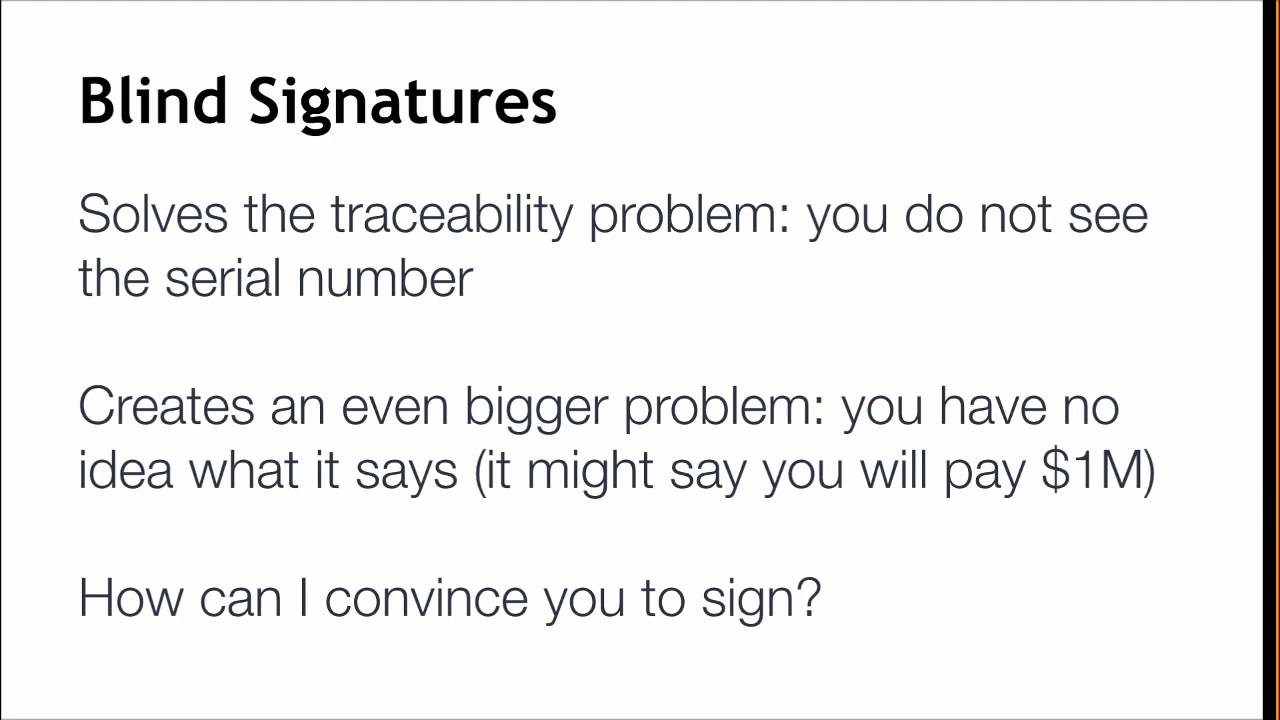 Blind Signatures
Solves the traceability problem: you do not see
the serial number
Creates an even bigger problem: you have no
idea what it says (it might say you will pay $1M)
How can I convince you to sign?